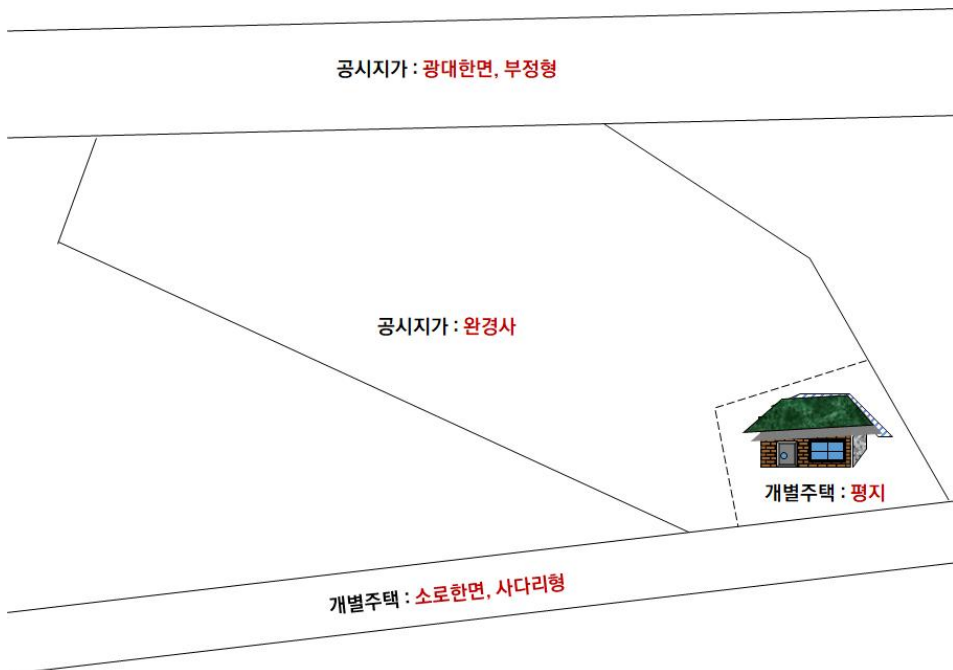 공시지가 : 광대한면, 부정형
공시지가 : 완경사
개별주택 : 평지
개별주택 : 소로한면, 사다리형